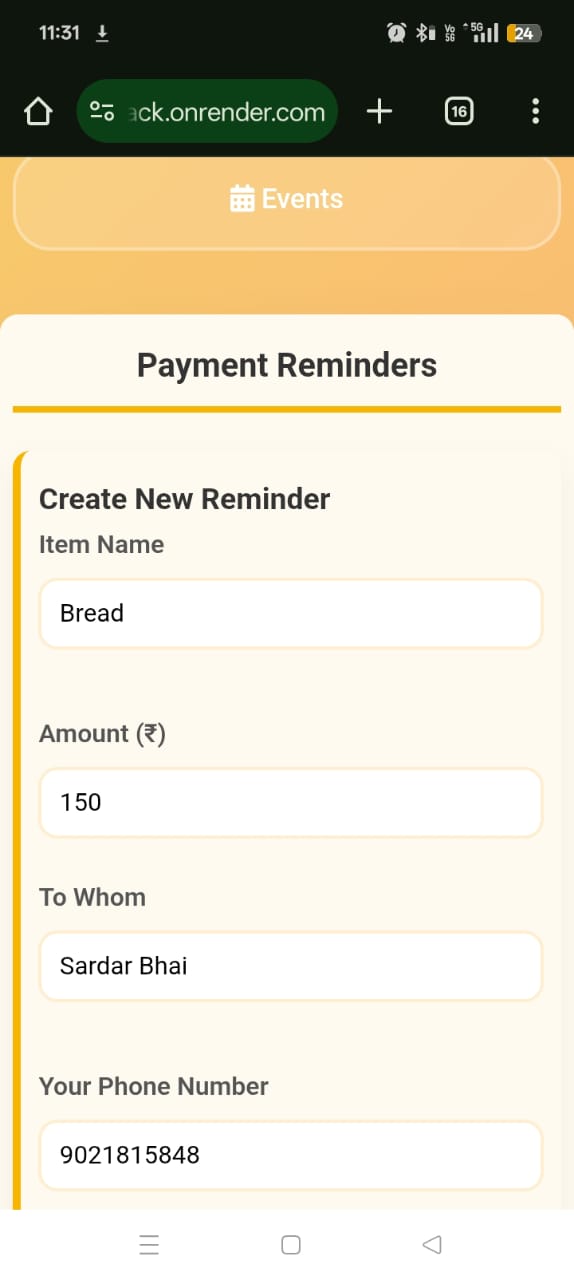 11:31
Vo
5G
5G
24
ack.onrender.com
16
Events
Payment Reminders
Create New Reminder
Item Name
Bread
Amount (₹)
150
To Whom
Sardar Bhai
Your Phone Number
9021815848